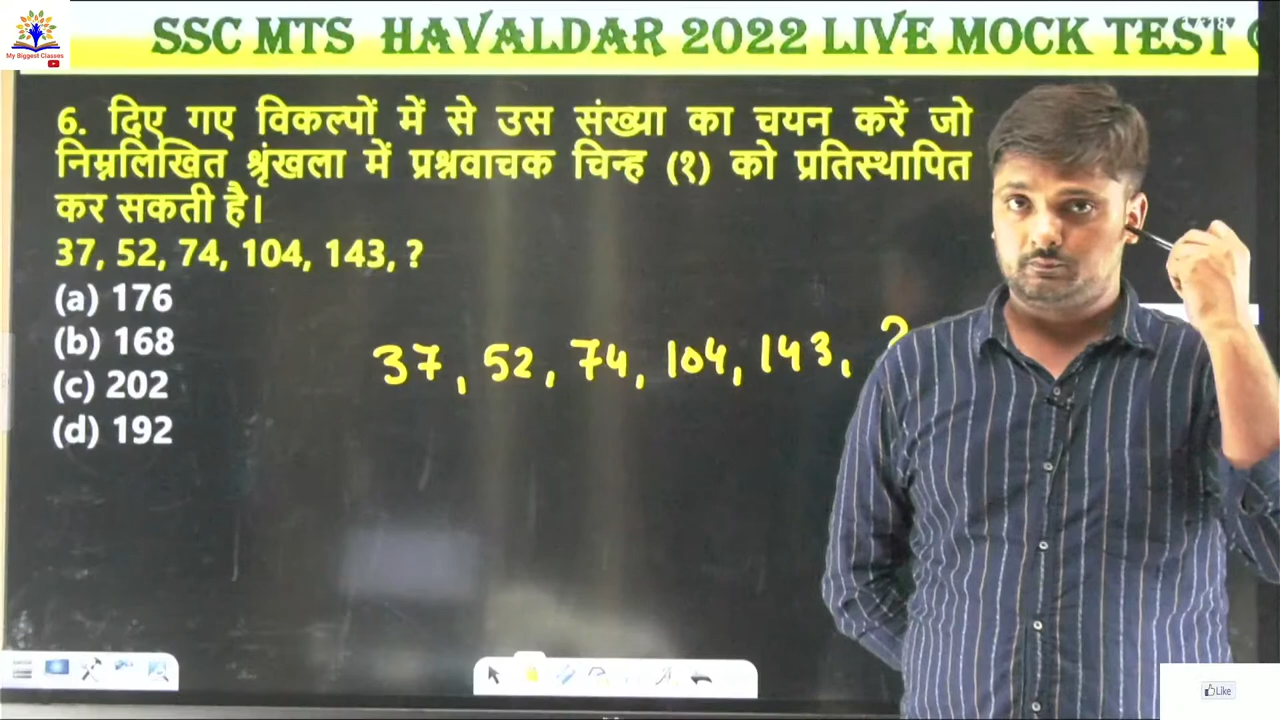 My Biggest Classes
SSC MTS HAVALDAR 2022 LIVE MOCK TEST
6. दिए गए विकल्पों में से उस संख्या का चयन करें जो
निम्नलिखित श्रृंखला में प्रश्नवाचक चिन्ह (१) को प्रतिस्थापित
कर सकती है।
37, 52, 74, 104, 143, ?
(a) 176
(b) 168
(c) 202
(d) 192
37, 52, 74, 104, 143, ?
Like